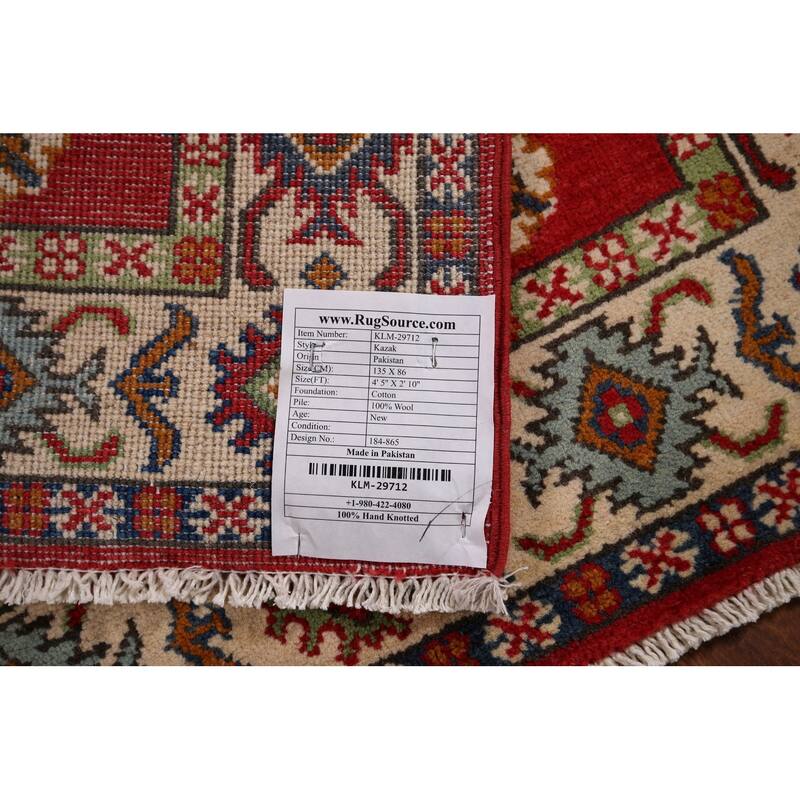 www.RugSource.com
Item Number: KLM-29712
Style: Kazak
Origin Pakistan
Size(CM): 135 X 86
Size(FT): 4' 5" X 2' 10"
Foundation: Cotton
Pile: 100% Wool
Age: New
Condition:
Design No.: 184-865
Made in Pakistan
KLM-29712
+1-980-422-4080
100% Hand Knotted